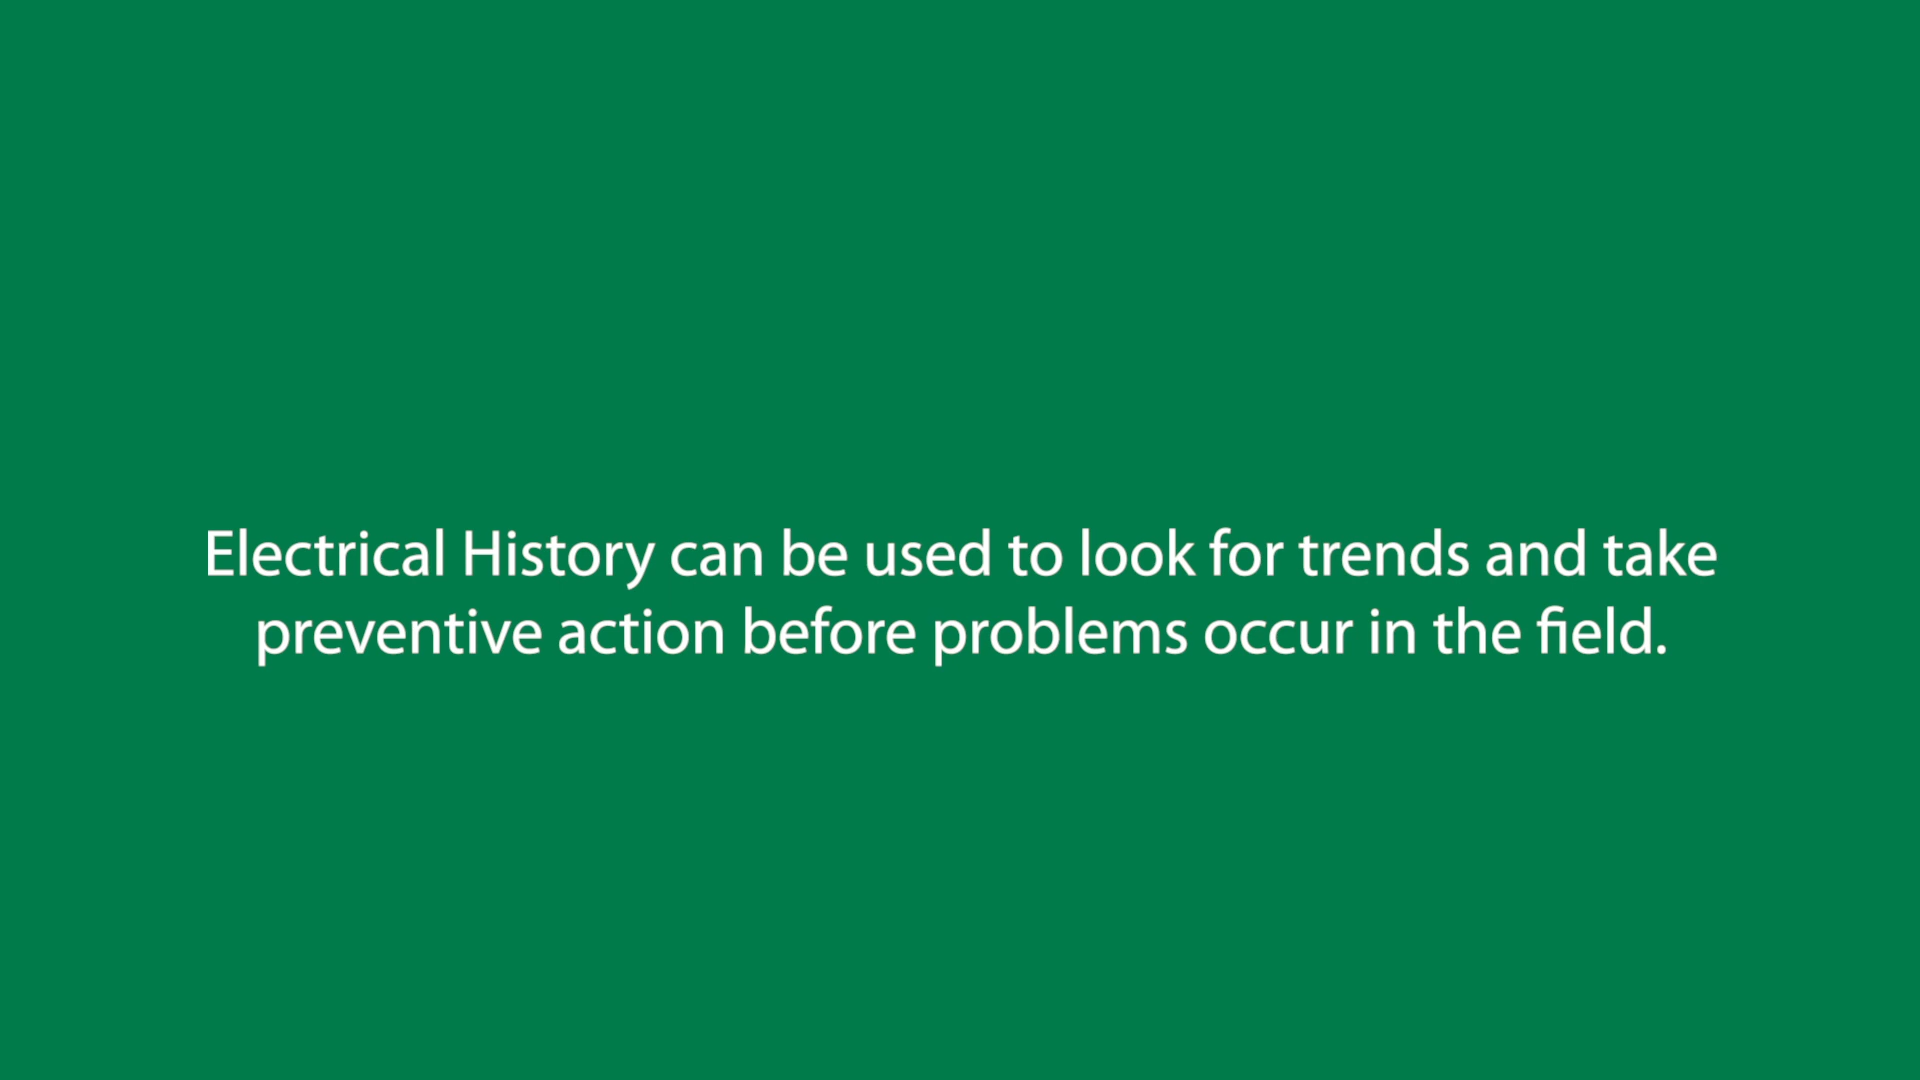 Electrical History can be used to look for trends and take
preventive action before problems occur in the field.